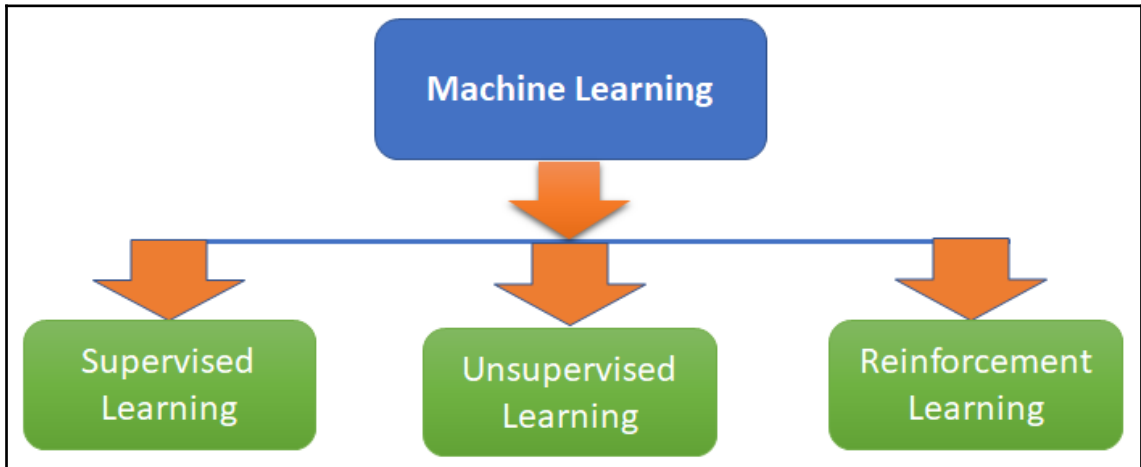 Machine Learning
Supervised
Learning
Unsupervised
Learning
Reinforcement
Learning